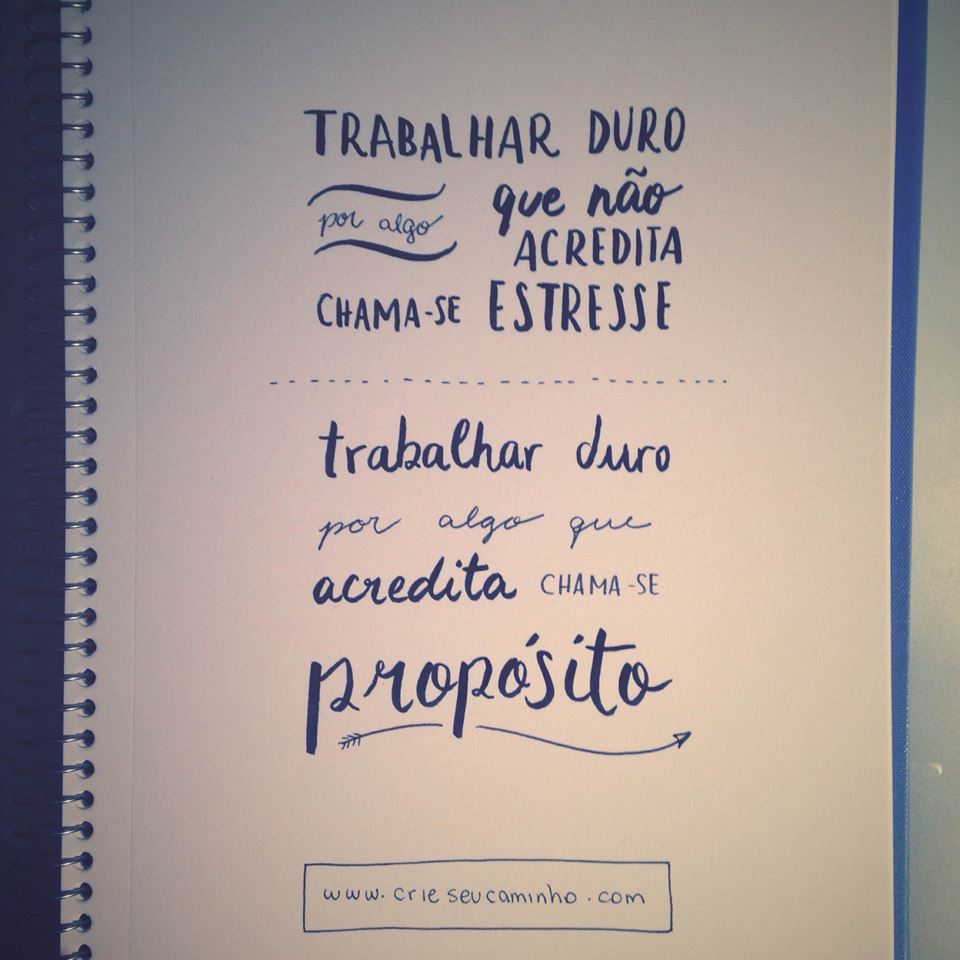 TRABALHAR DURO
por algo que não
ACREDITA
CHAMA-SE ESTRESSE
trabalhar duro
por algo que
acredita CHAMA-SE
propósito
www.crieseucaminho.com